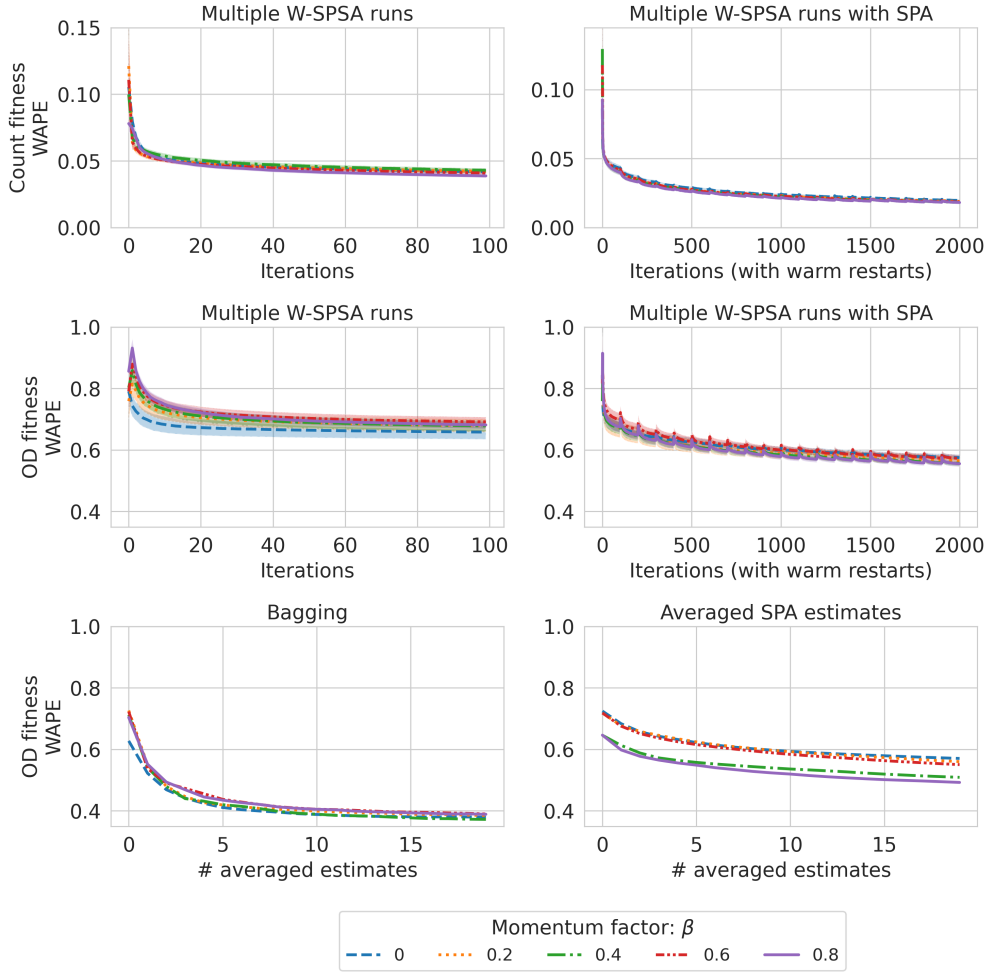 Multiple W-SPSA runs
Multiple W-SPSA runs with SPA
Count fitness
WAPE
0.15
0.10
0.05
0.00
0 20 40 60 80 100
Iterations
0.10
0.05
0.00
0 500 1000 1500 2000
Iterations (with warm restarts)
Multiple W-SPSA runs
Multiple W-SPSA runs with SPA
OD fitness
WAPE
1.0
0.8
0.6
0.4
0 20 40 60 80 100
Iterations
1.0
0.8
0.6
0.4
0 500 1000 1500 2000
Iterations (with warm restarts)
Bagging
Averaged SPA estimates
OD fitness
WAPE
1.0
0.8
0.6
0.4
0 5 10 15
# averaged estimates
1.0
0.8
0.6
0.4
0 5 10 15
# averaged estimates
Momentum factor: β
0 0.2 0.4 0.6 0.8